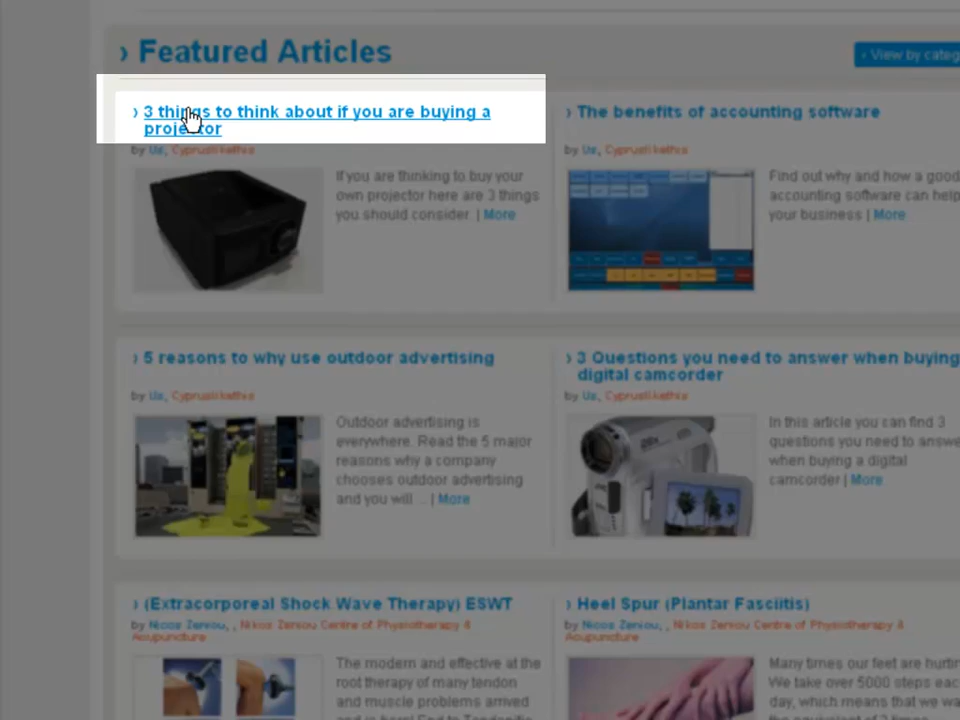 › Featured Articles
› View by categ
› 3 things to think about if you are buying a
projector
by Us, Cypruslikethis
If you are thinking to buy your
own projector here are 3 things
you should consider. | More
› The benefits of accounting software
by Us, Cypruslikethis
Find out why and how a good
accounting software can help
your business | More
› 5 reasons to why use outdoor advertising
by Us, Cypruslikethis
Outdoor advertising is
everywhere. Read the 5 major
reasons why a company
chooses outdoor advertising
and you will ... | More
› 3 Questions you need to answer when buying
digital camcorder
by Us, Cypruslikethis
In this article you can find 3
questions you need to answe
when buying a digital
camcorder | More
› (Extracorporeal Shock Wave Therapy) ESWT
by Nicos Zeniou, , Nikos Zeniou Centre of Physiotherapy &
Acupuncture
The modern and effective at the
root therapy of many tendon
and muscle problems arrived
› Heel Spur (Plantar Fasciitis)
by Nicos Zeniou, , Nikos Zeniou Centre of Physiotherapy &
Acupuncture
Many times our feet are hurtin
We take over 5000 steps eac
day, which means that we wa